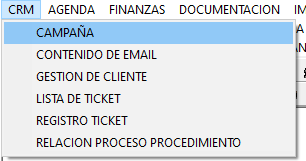 CRM AGENDA FINANZAS DOCUMENTACION
CAMPAÑA
CONTENIDO DE EMAIL
GESTION DE CLIENTE
LISTA DE TICKET
REGISTRO TICKET
RELACION PROCESO PROCEDIMIENTO